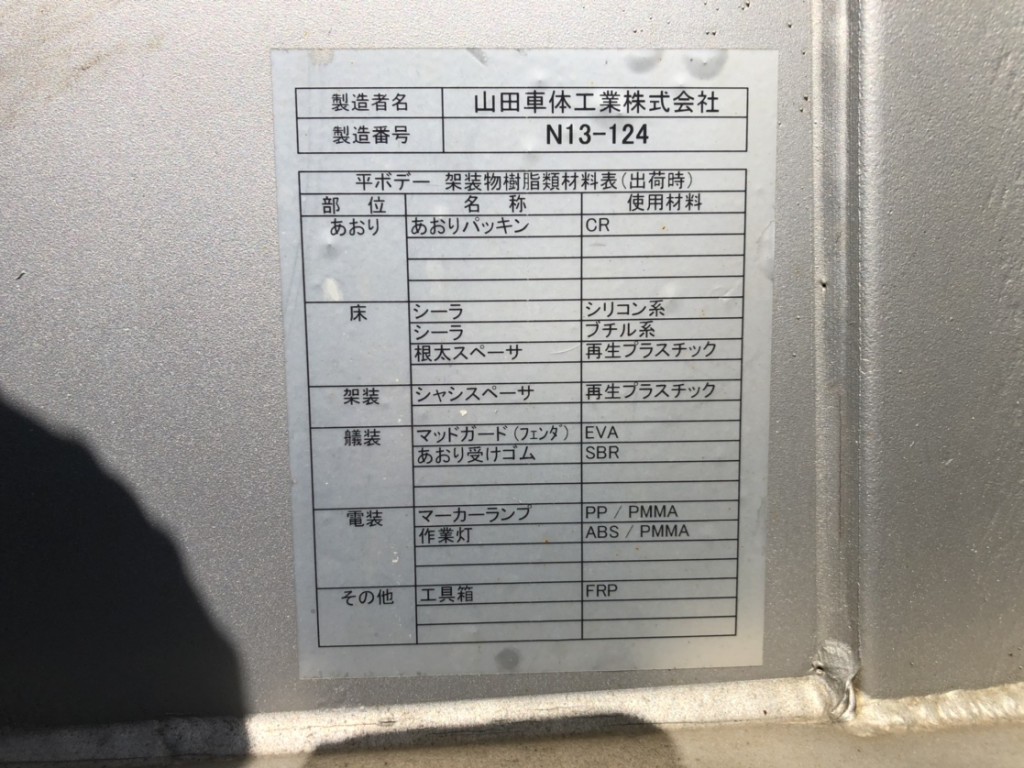 製造者名 山田車体工業株式会社
製造番号 N13-124
平ボデー 架装物樹脂類材料表(出荷時)
部 位 名 称 使用材料
あおり あおりパッキン CR
床 シーラ シリコン系
シーラ ブチル系
根太スペーサ 再生プラスチック
架装 シャシスペーサ 再生プラスチック
艤装 マッドガード(フェンダ) EVA
あおり受けゴム SBR
電装 マーカーランプ PP / PMMA
作業灯 ABS / PMMA
その他 工具箱 FRP